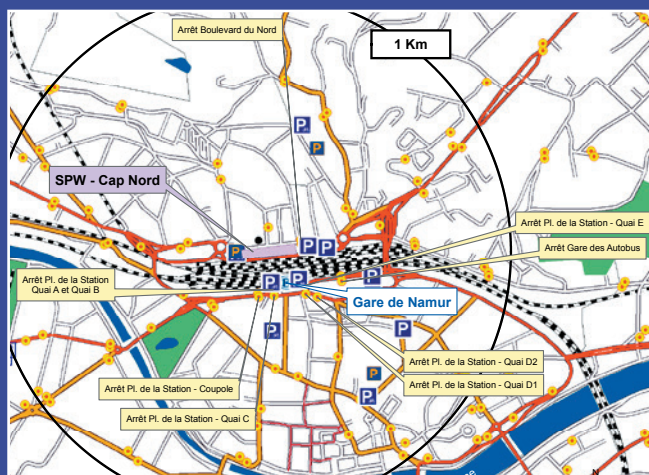 Arrêt Boulevard du Nord
1 Km
P
P
SPW - Cap Nord
Arrêt Pl. de la Station - Quai E
P
P
P
Arrêt Gare des Autobus
Arrêt Pl. de la Station
Quai A et Quai B
P
P
P
Gare de Namur
P
P
Arrêt Pl. de la Station - Quai D2
P
Arrêt Pl. de la Station - Coupole
Arrêt Pl. de la Station - Quai D1
P
Arrêt Pl. de la Station - Quai C